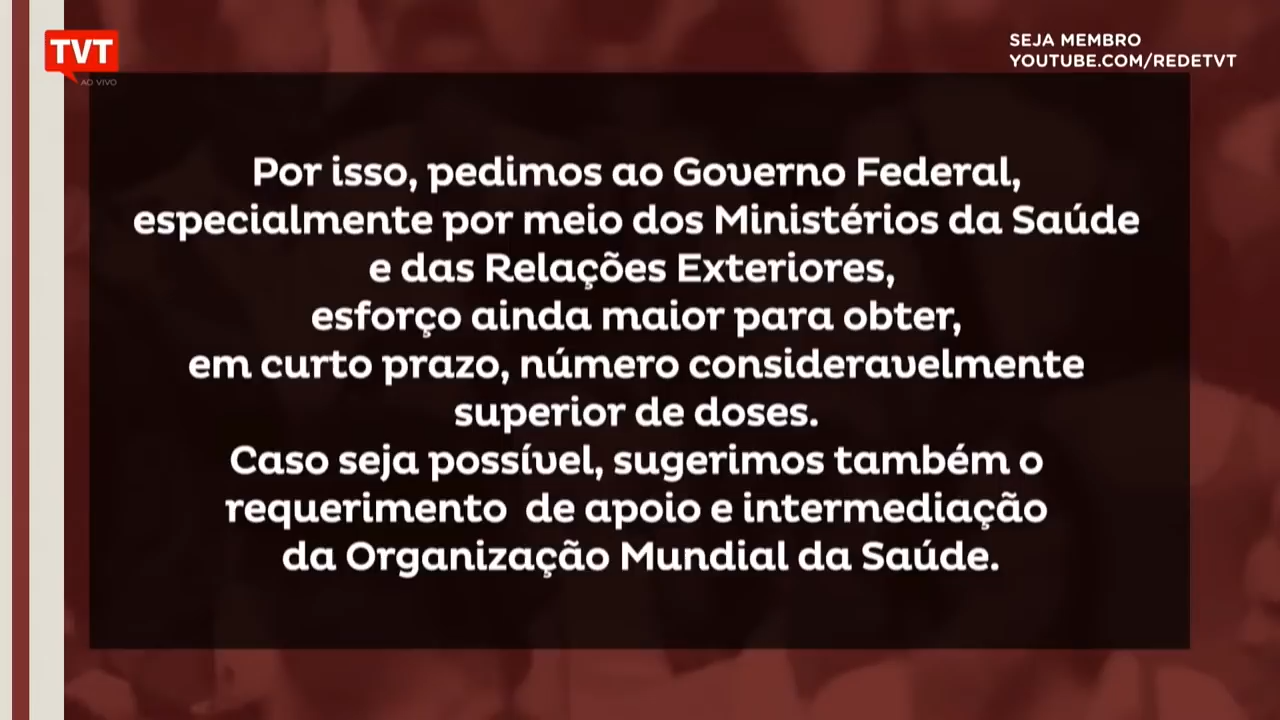 TVT
AO VIVO
SEJA MEMBRO
YOUTUBE.COM/REDETVT
Por isso, pedimos ao Governo Federal,
especialmente por meio dos Ministérios da Saúde
e das Relações Exteriores,
esforço ainda maior para obter,
em curto prazo, número consideravelmente
superior de doses.
Caso seja possível, sugerimos também o
requerimento de apoio e intermediação
da Organização Mundial da Saúde.